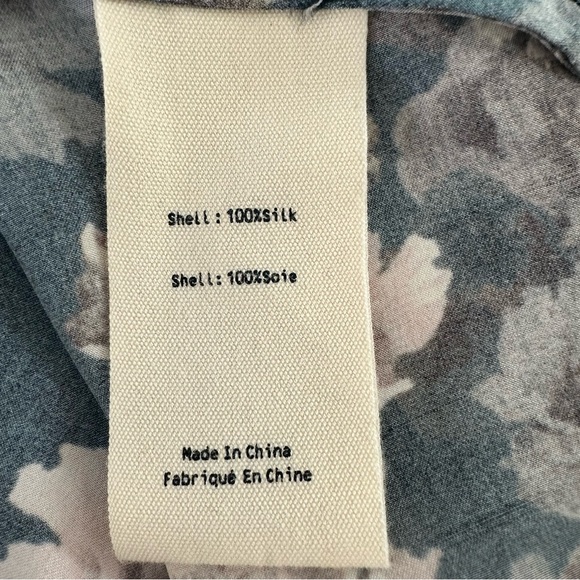 Shell: 100%Silk
Shell: 100%Soie
Made In China
Fabriqué En Chine